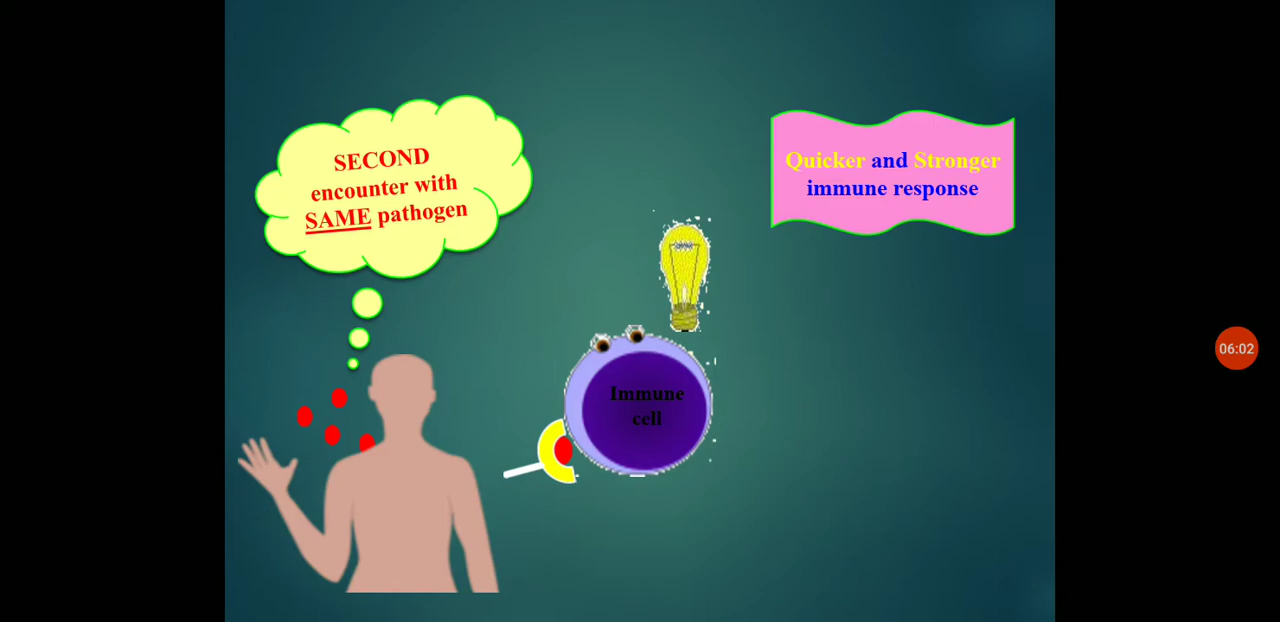 SECOND
encounter with
SAME pathogen
Quicker and Stronger
immune response
Immune
cell
06:02